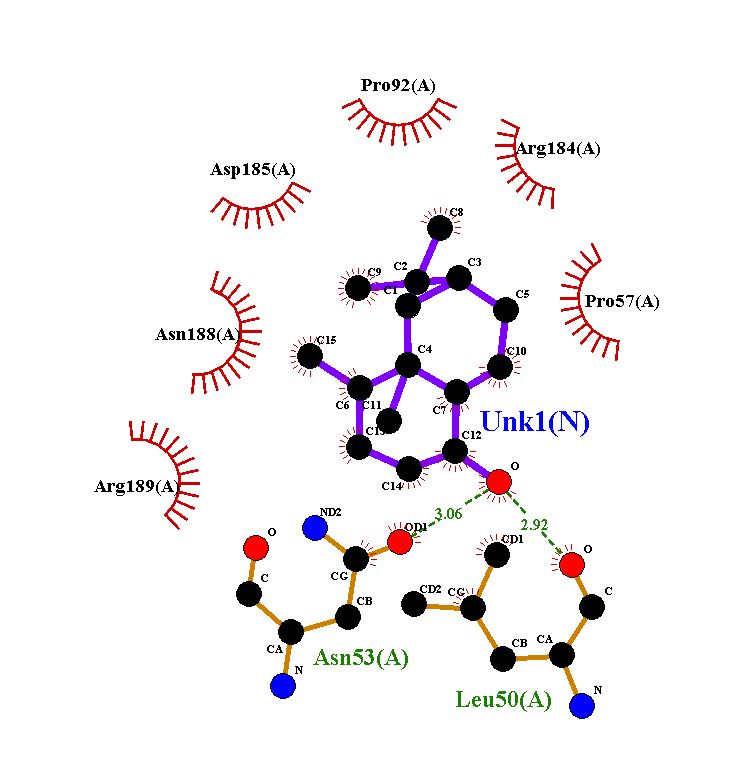 Pro92(A)
Arg184(A)
Asp185(A)
C8
C3
C2
C9
C1
C5
Pro57(A)
Asn188(A)
C15
C4
C10
C6
C11
C7
Unk1(N)
C12
O
C14
Arg189(A)
ND2
OD1
3.06
2.92
O
CD1
O
C
CG
CD2
CG
C
CB
CA
CB
CA
Asn53(A)
N
Leu50(A)
N